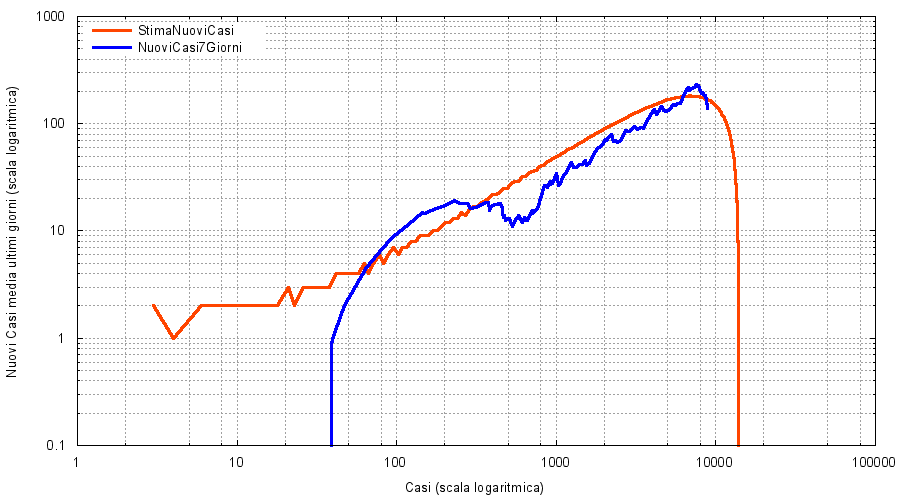 1000
StimaNuoviCasi
NuoviCasi7Giorni
100
10
1
0.1
Nuovi Casi media ultimi giorni (scala logaritmica)
1 10 100 1000 10000 100000
Casi (scala logaritmica)